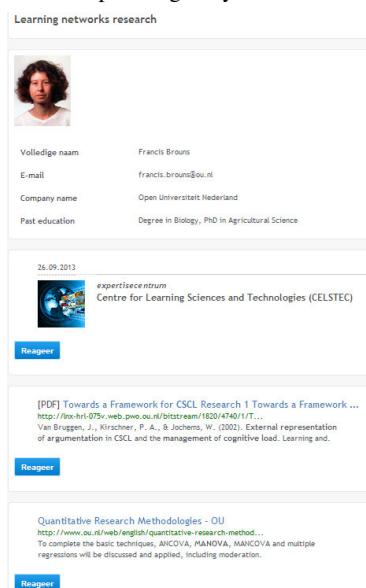 Learning networks research
Volledige naam Francis Brouns
E-mail francis.brouns@ou.nl
Company name Open Universiteit Nederland
Past education Degree in Biology, PhD in Agricultural Science
26.09.2013
expertisecentrum
Centre for Learning Sciences and Technologies (CELSTEC)
Reageer
[PDF] Towards a Framework for CSCL Research 1 Towards a Framework ...
http://lnx-hrl-075v.web.pwo.ou.nl/bitstream/1820/4740/1/T...
Van Bruggen, J., Kirschner, P. A., & Jochems, W. (2002). External representation
of argumentation in CSCL and the management of cognitive load. Learning and.
Reageer
Quantitative Research Methodologies - OU
http://www.ou.nl/web/english/quantitative-research-method...
To complete the basic techniques, ANCOVA, MANOVA, MANCOVA and multiple
regressions will be discussed and applied, including moderation.
Reageer